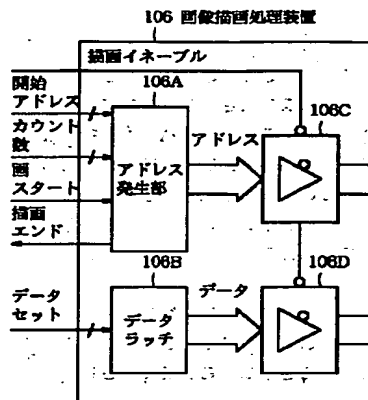 106 画像描画処理装置
描画イネーブル
開始
アドレス
カウント
数
画
スタート
描画
エンド
106A
アドレス
発生部
アドレス
106C
106B
データ
セット
データ
ラッチ
データ
106D